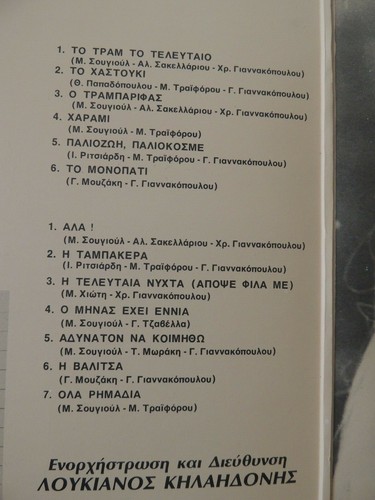 1. ΤΟ ΤΡΑΜ ΤΟ ΤΕΛΕΥΤΑΙΟ
(Μ. Σουγιούλ - Αλ. Σακελλάριου - Χρ. Γιαννακόπουλου)
2. ΤΟ ΧΑΣΤΟΥΚΙ
(Θ. Παπαδόπουλου - Μ. Τραϊφόρου - Γ. Γιαννακόπουλου)
3. Ο ΤΡΑΜΠΑΡΙΦΑΣ
(Μ. Σουγιούλ - Αλ. Σακελλάριου - Χρ. Γιαννακόπουλου)
4. ΧΑΡΑΜΙ
(Μ. Σουγιούλ - Μ. Τραϊφόρου)
5. ΠΑΛΙΟΖΩΗ, ΠΑΛΙΟΚΟΣΜΕ
(Ι. Ριτσιάρδη - Μ. Τραϊφόρου - Γ. Γιαννακόπουλου)
6. ΤΟ ΜΟΝΟΠΑΤΙ
(Γ. Μουζάκη - Γ. Γιαννακόπουλου)
1. ΑΛΑ !
(Μ. Σουγιούλ - Αλ. Σακελλάριου - Χρ. Γιαννακόπουλου)
2. Η ΤΑΜΠΑΚΕΡΑ
(Ι. Ριτσιάρδη - Μ. Τραϊφόρου - Γ. Γιαννακόπουλου)
3. Η ΤΕΛΕΥΤΑΙΑ ΝΥΧΤΑ (ΑΠΟΨΕ ΦΙΛΑ ΜΕ)
(Μ. Χιώτη - Χρ. Γιαννακόπουλου)
4. Ο ΜΗΝΑΣ ΕΧΕΙ ΕΝΝΙΑ
(Μ. Σουγιούλ - Γ. Τζαβέλλα)
5. ΑΔΥΝΑΤΟΝ ΝΑ ΚΟΙΜΗΘΩ
(Μ. Σουγιούλ - Τ. Μωράκη - Γ. Γιαννακόπουλου)
6. Η ΒΑΛΙΤΣΑ
(Γ. Μουζάκη - Γ. Γιαννακόπουλου)
7. ΟΛΑ ΡΗΜΑΔΙΑ
(Μ. Σουγιούλ - Μ. Τραϊφόρου)
Ενορχήστρωση και Διεύθυνση
ΛΟΥΚΙΑΝΟΣ ΚΗΛΑΗΔΟΝΗΣ